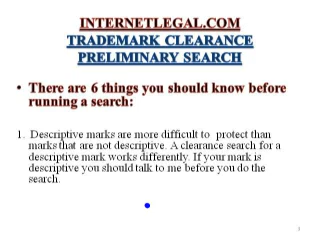 INTERNETLEGAL.COM
TRADEMARK CLEARANCE
PRELIMINARY SEARCH
• There are 6 things you should know before
running a search:
1. Descriptive marks are more difficult to protect than
marks that are not descriptive. A clearance search for a
descriptive mark works differently. If your mark is
descriptive you should talk to me before you do the
search.